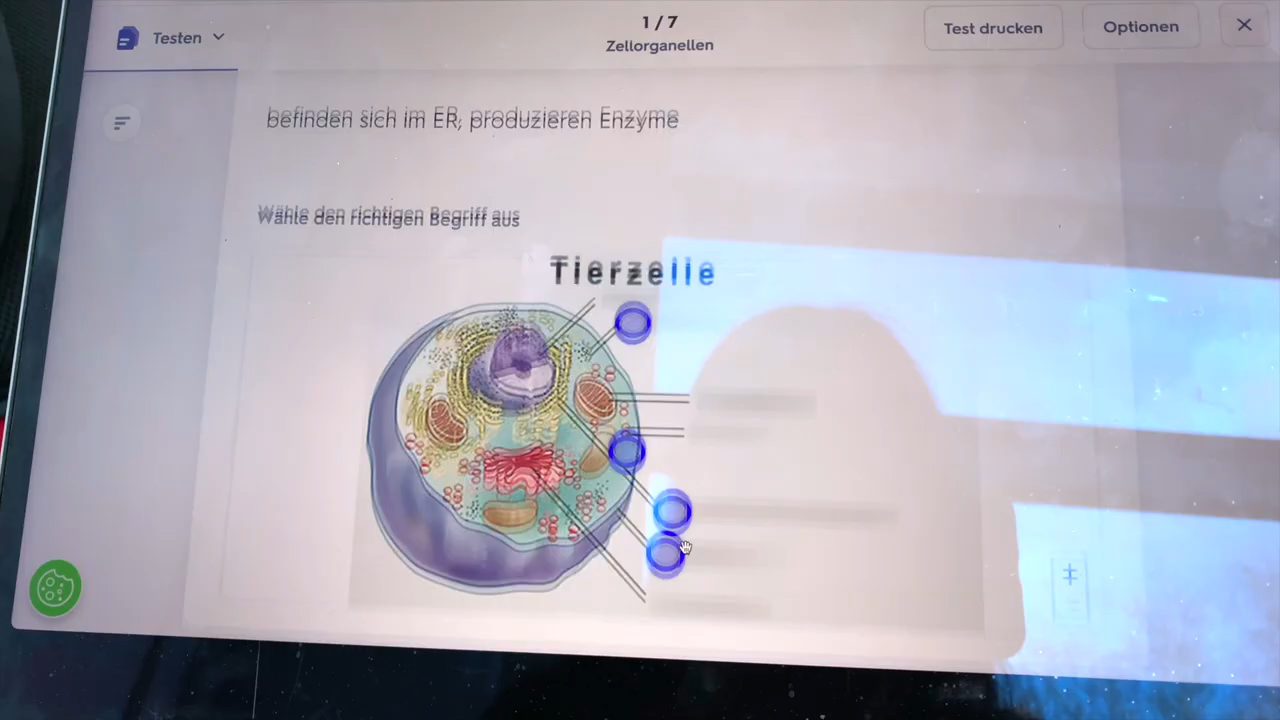 Testen
1 / 7
Zellorganellen
Test drucken
Optionen
befinden sich im ER, produzieren Enzyme
Wähle den richtigen Begriff aus
Tierzelle